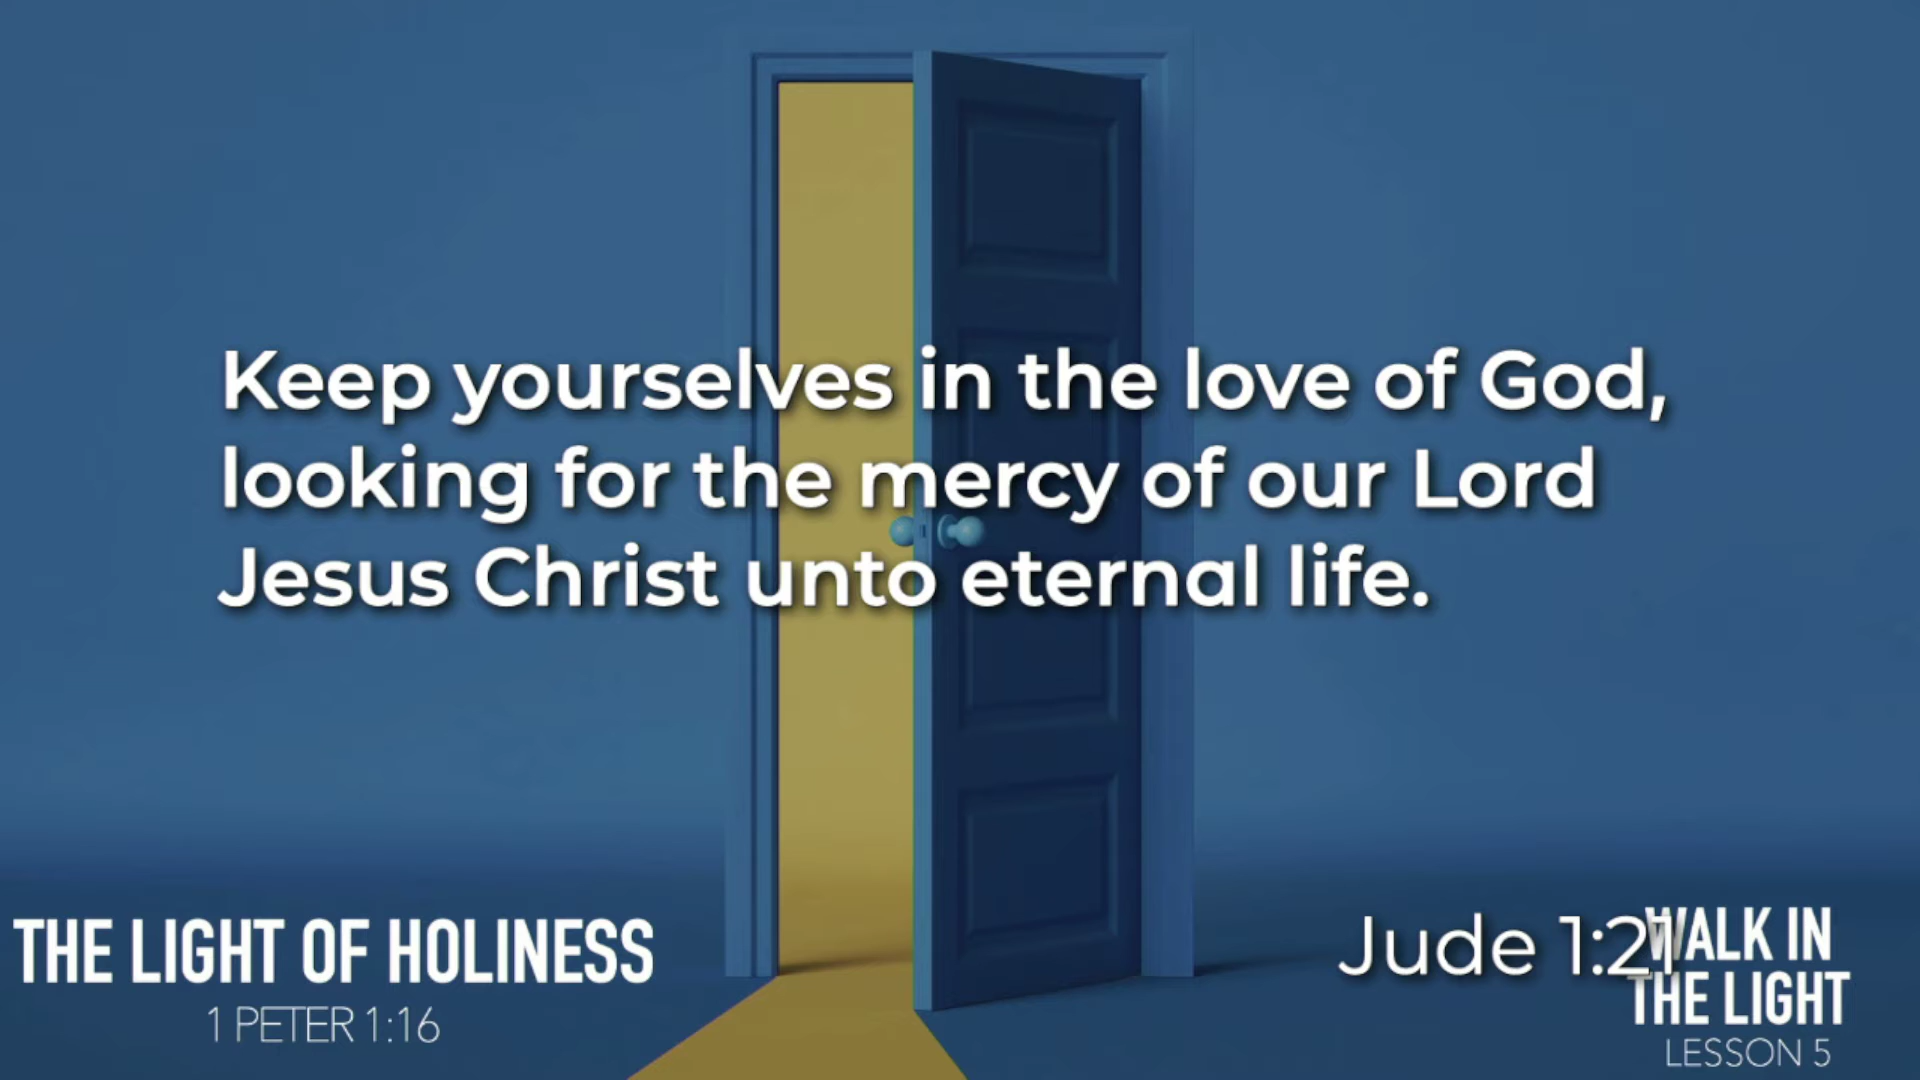 Keep yourselves in the love of God,
looking for the mercy of our Lord
Jesus Christ unto eternal life.
THE LIGHT OF HOLINESS
1 PETER 1:16
Jude 1:21
WALK IN
THE LIGHT
LESSON 5